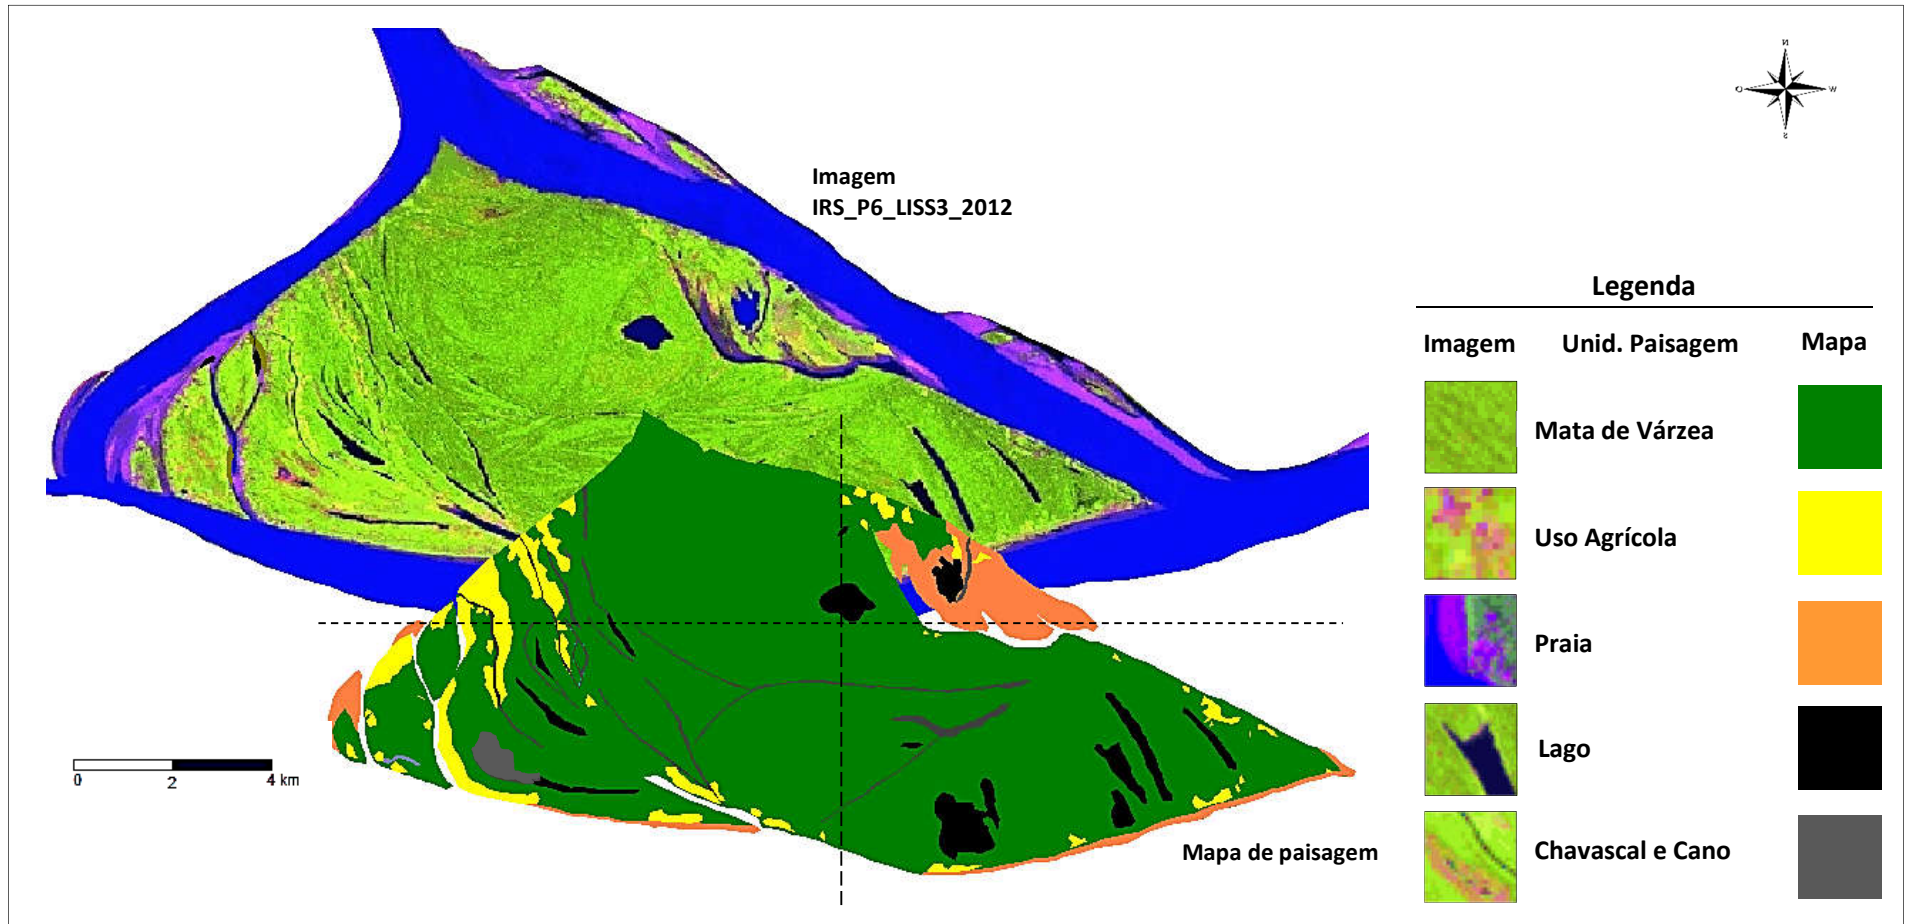 И
O
W
S
Imagem
IRS_P6_LISS3_2012
Legenda
Imagem Unid. Paisagem Mapa
Mata de Várzea
Uso Agrícola
Praia
Lago
Chavascal e Cano
0 2 4 km
Mapa de paisagem